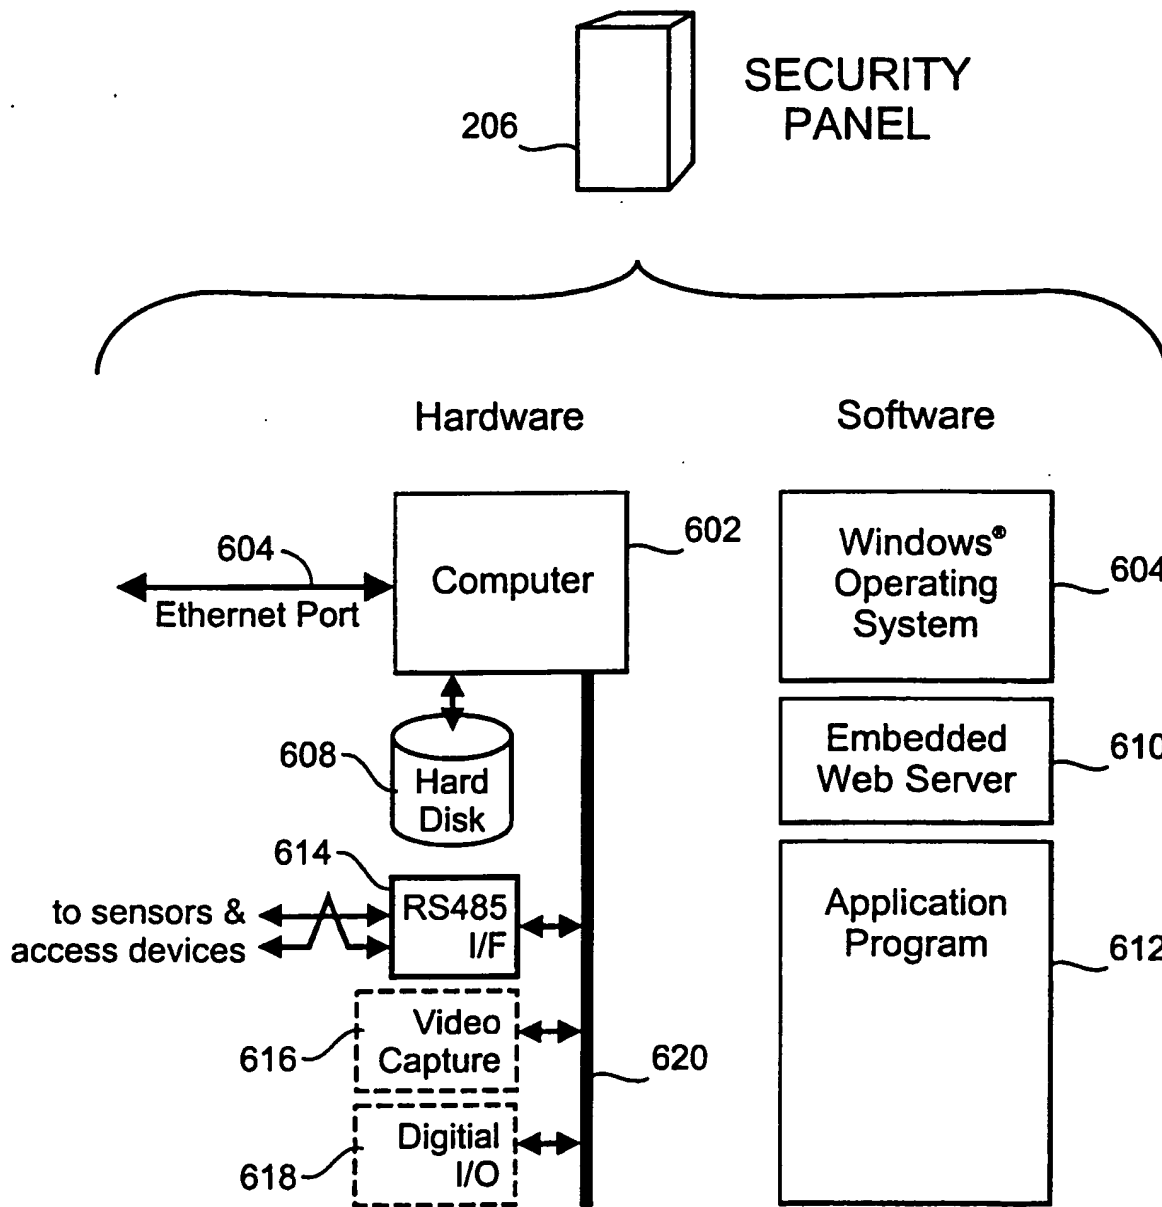 SECURITY
PANEL
206
Hardware
Software
604
Ethernet Port
Computer
602
Windows®
Operating
System
604
608
Hard
Disk
Embedded
Web Server
610
614
to sensors &
access devices
RS485
I/F
Application
Program
612
616
Video
Capture
620
618
Digitial
I/O